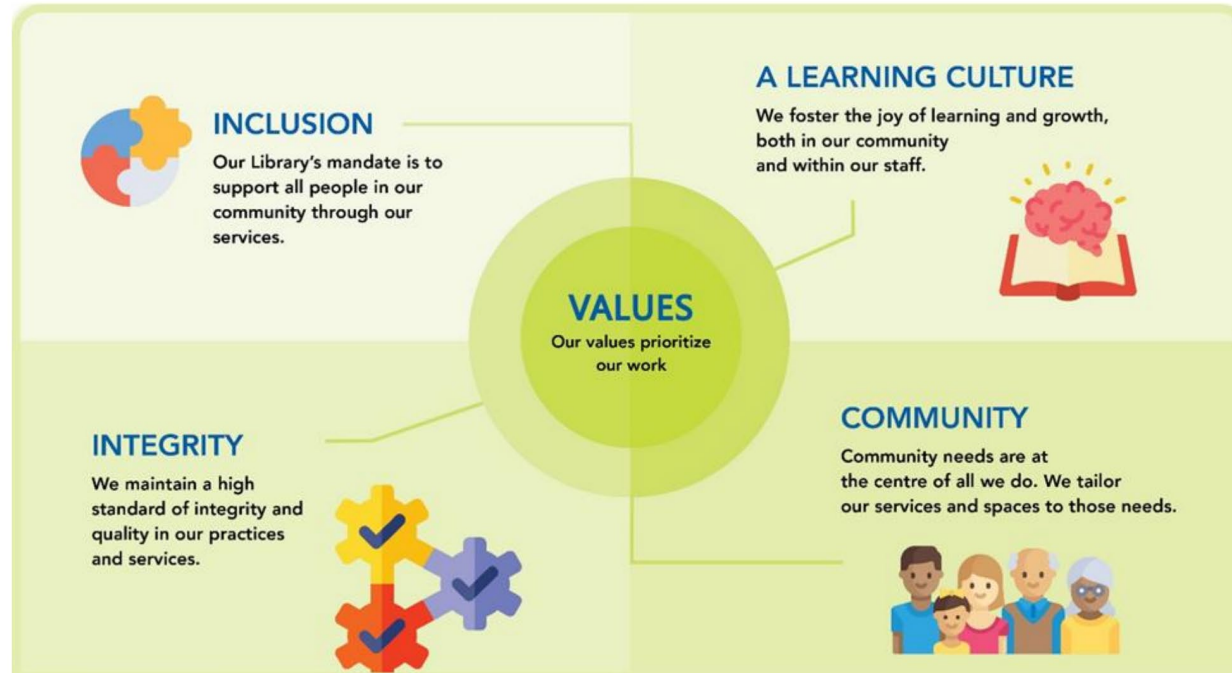 INCLUSION
Our Library's mandate is to
support all people in our
community through our
services.
A LEARNING CULTURE
We foster the joy of learning and growth,
both in our community
and within our staff.
VALUES
Our values prioritize
our work
INTEGRITY
We maintain a high
standard of integrity and
quality in our practices
and services.
COMMUNITY
Community needs are at
the centre of all we do. We tailor
our services and spaces to those needs.